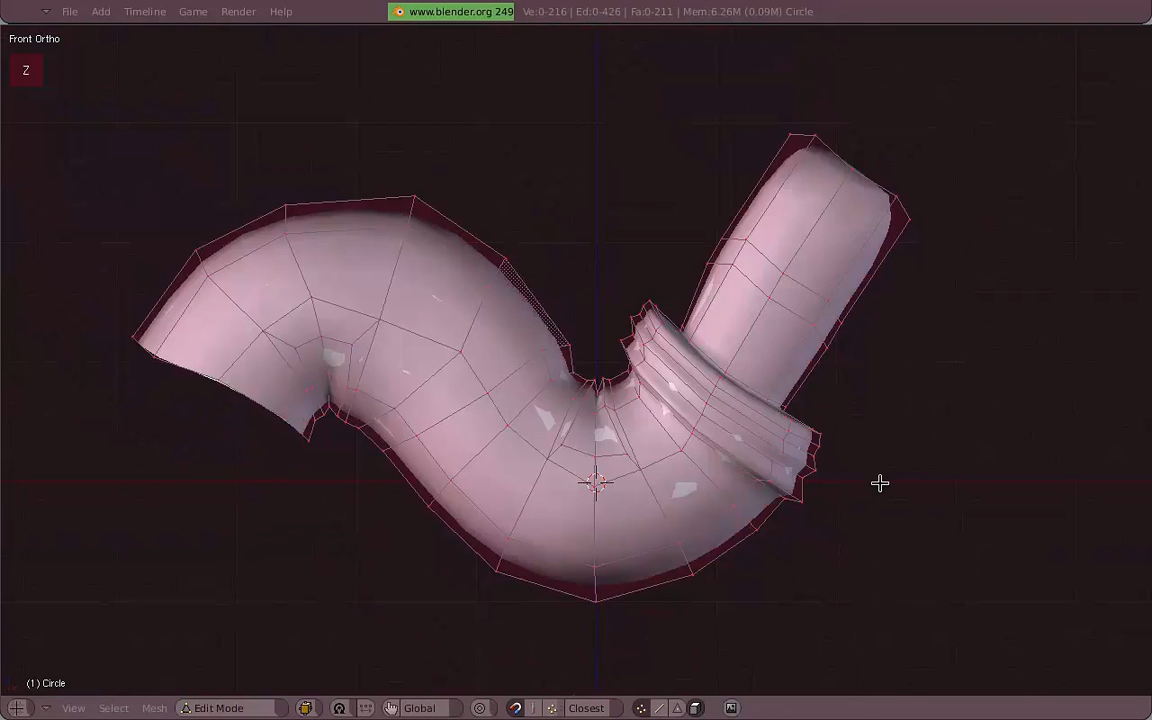 File Add Timeline Game Render Help www.blender.org 249 Ve:0-216 | Ed:0-426 | Fa:0-211 | Mem:6.26M (0.09M) Circle
Front Ortho
Z
(1) Circle
View Select Mesh Edit Mode Global Closest